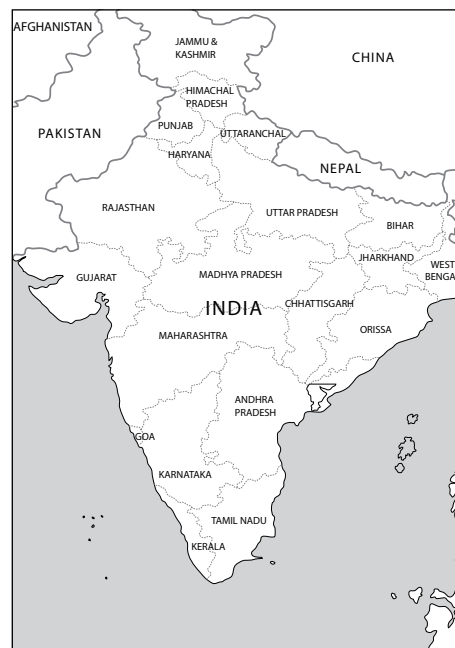 AFGHANISTAN
JAMMU &
KASHMIR
CHINA
HIMACHAL
PRADESH
PAKISTAN
PUNJAB
UTTARANCHAL
HARYANA
NEPAL
RAJASTHAN
UTTAR PRADESH
BIHAR
JHARKHAND
WEST
BENGA
GUJARAT
MADHYA PRADESH
INDIA
CHHATTISGARH
MAHARASHTRA
ORISSA
ANDHRA
PRADESH
GOA
KARNATAKA
TAMIL NADU
KERALA